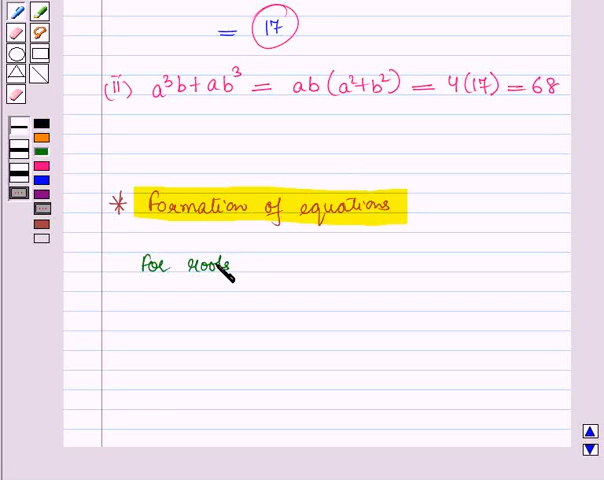 = 17
(ii) a³b + ab³ = ab(a²+b²) = 4(17) = 68
* Formation of equations
For roots